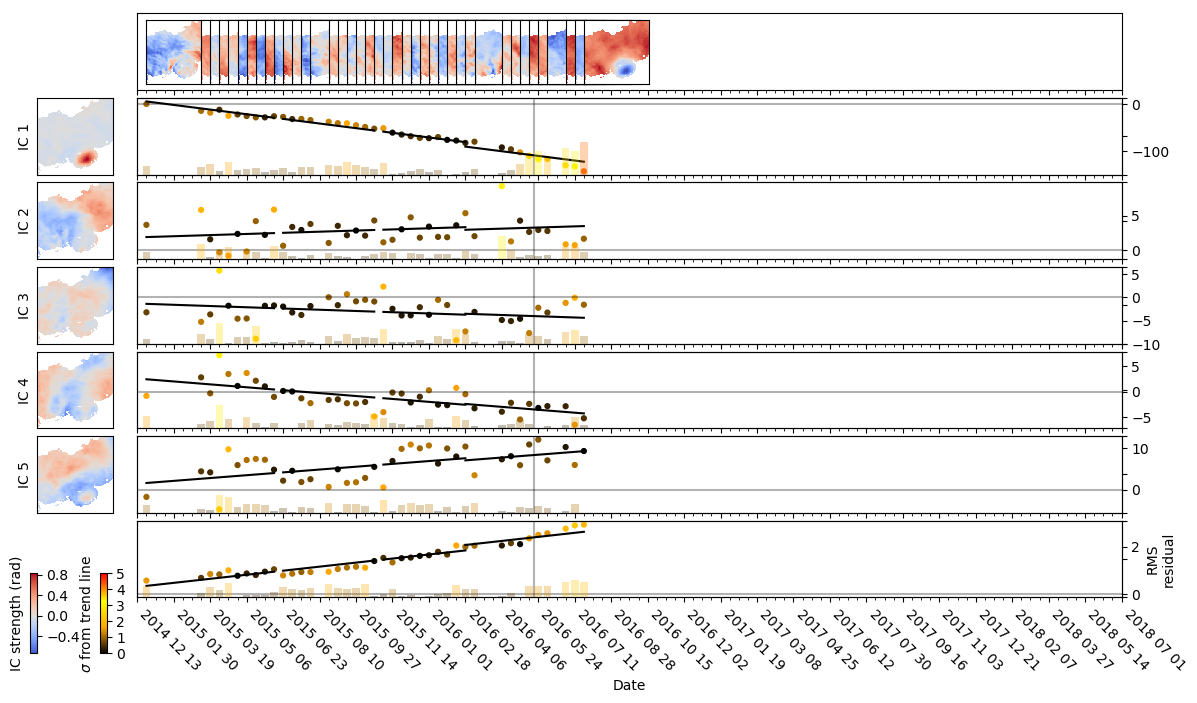 IC 1
0
−100
IC 2
5
0
IC 3
5
0
−5
−10
IC 4
5
0
−5
IC 5
10
0
RMS
residual
2
0
IC strength (rad)
0.8
0.4
0.0
−0.4
σ from trend line
5
4
3
2
1
0
2014 12 13
2015 01 30
2015 03 19
2015 05 06
2015 06 23
2015 08 10
2015 09 27
2015 11 14
2016 01 01
2016 02 18
2016 04 06
2016 05 24
2016 07 11
2016 08 28
2016 10 15
2016 12 02
2017 01 19
2017 03 08
2017 04 25
2017 06 12
2017 07 30
2017 09 16
2017 11 03
2017 12 21
2018 02 07
2018 03 27
2018 05 14
2018 07 01
Date